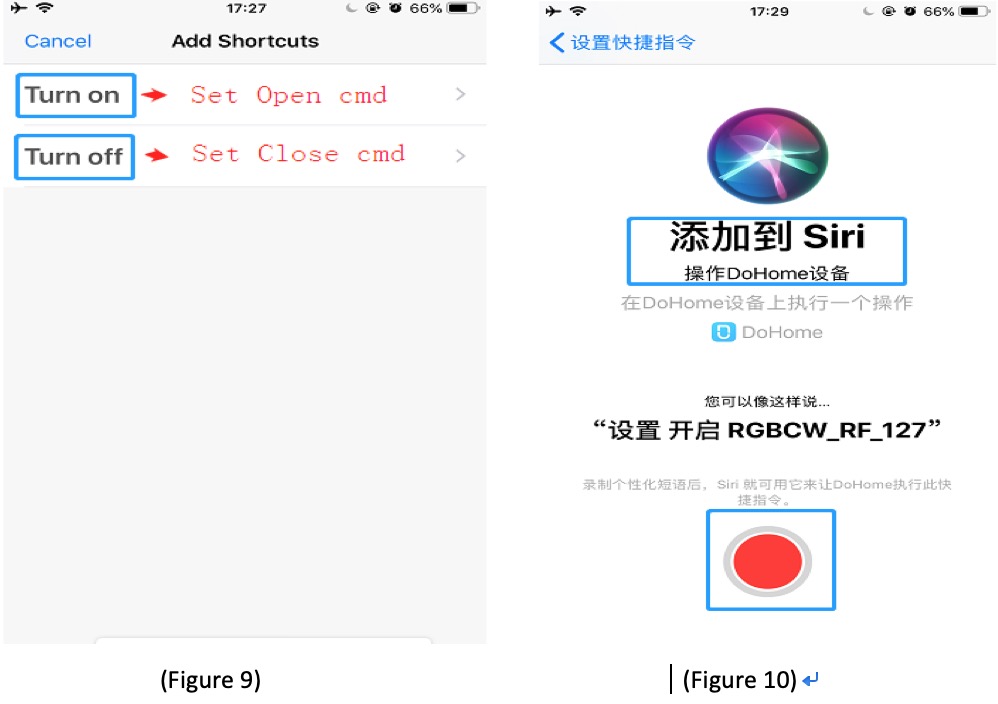 17:27
66%
Cancel
Add Shortcuts
Turn on
Set Open cmd
Turn off
Set Close cmd
(Figure 9)
17:29
66%
设置快捷指令
添加到 Siri
操作DoHome设备
在DoHome设备上执行一个操作
DoHome
您可以像这样说...
“设置 开启 RGBCW_RF_127”
录制个性化短语后，Siri 就可用它来让DoHome执行此快
捷指令。
(Figure 10)